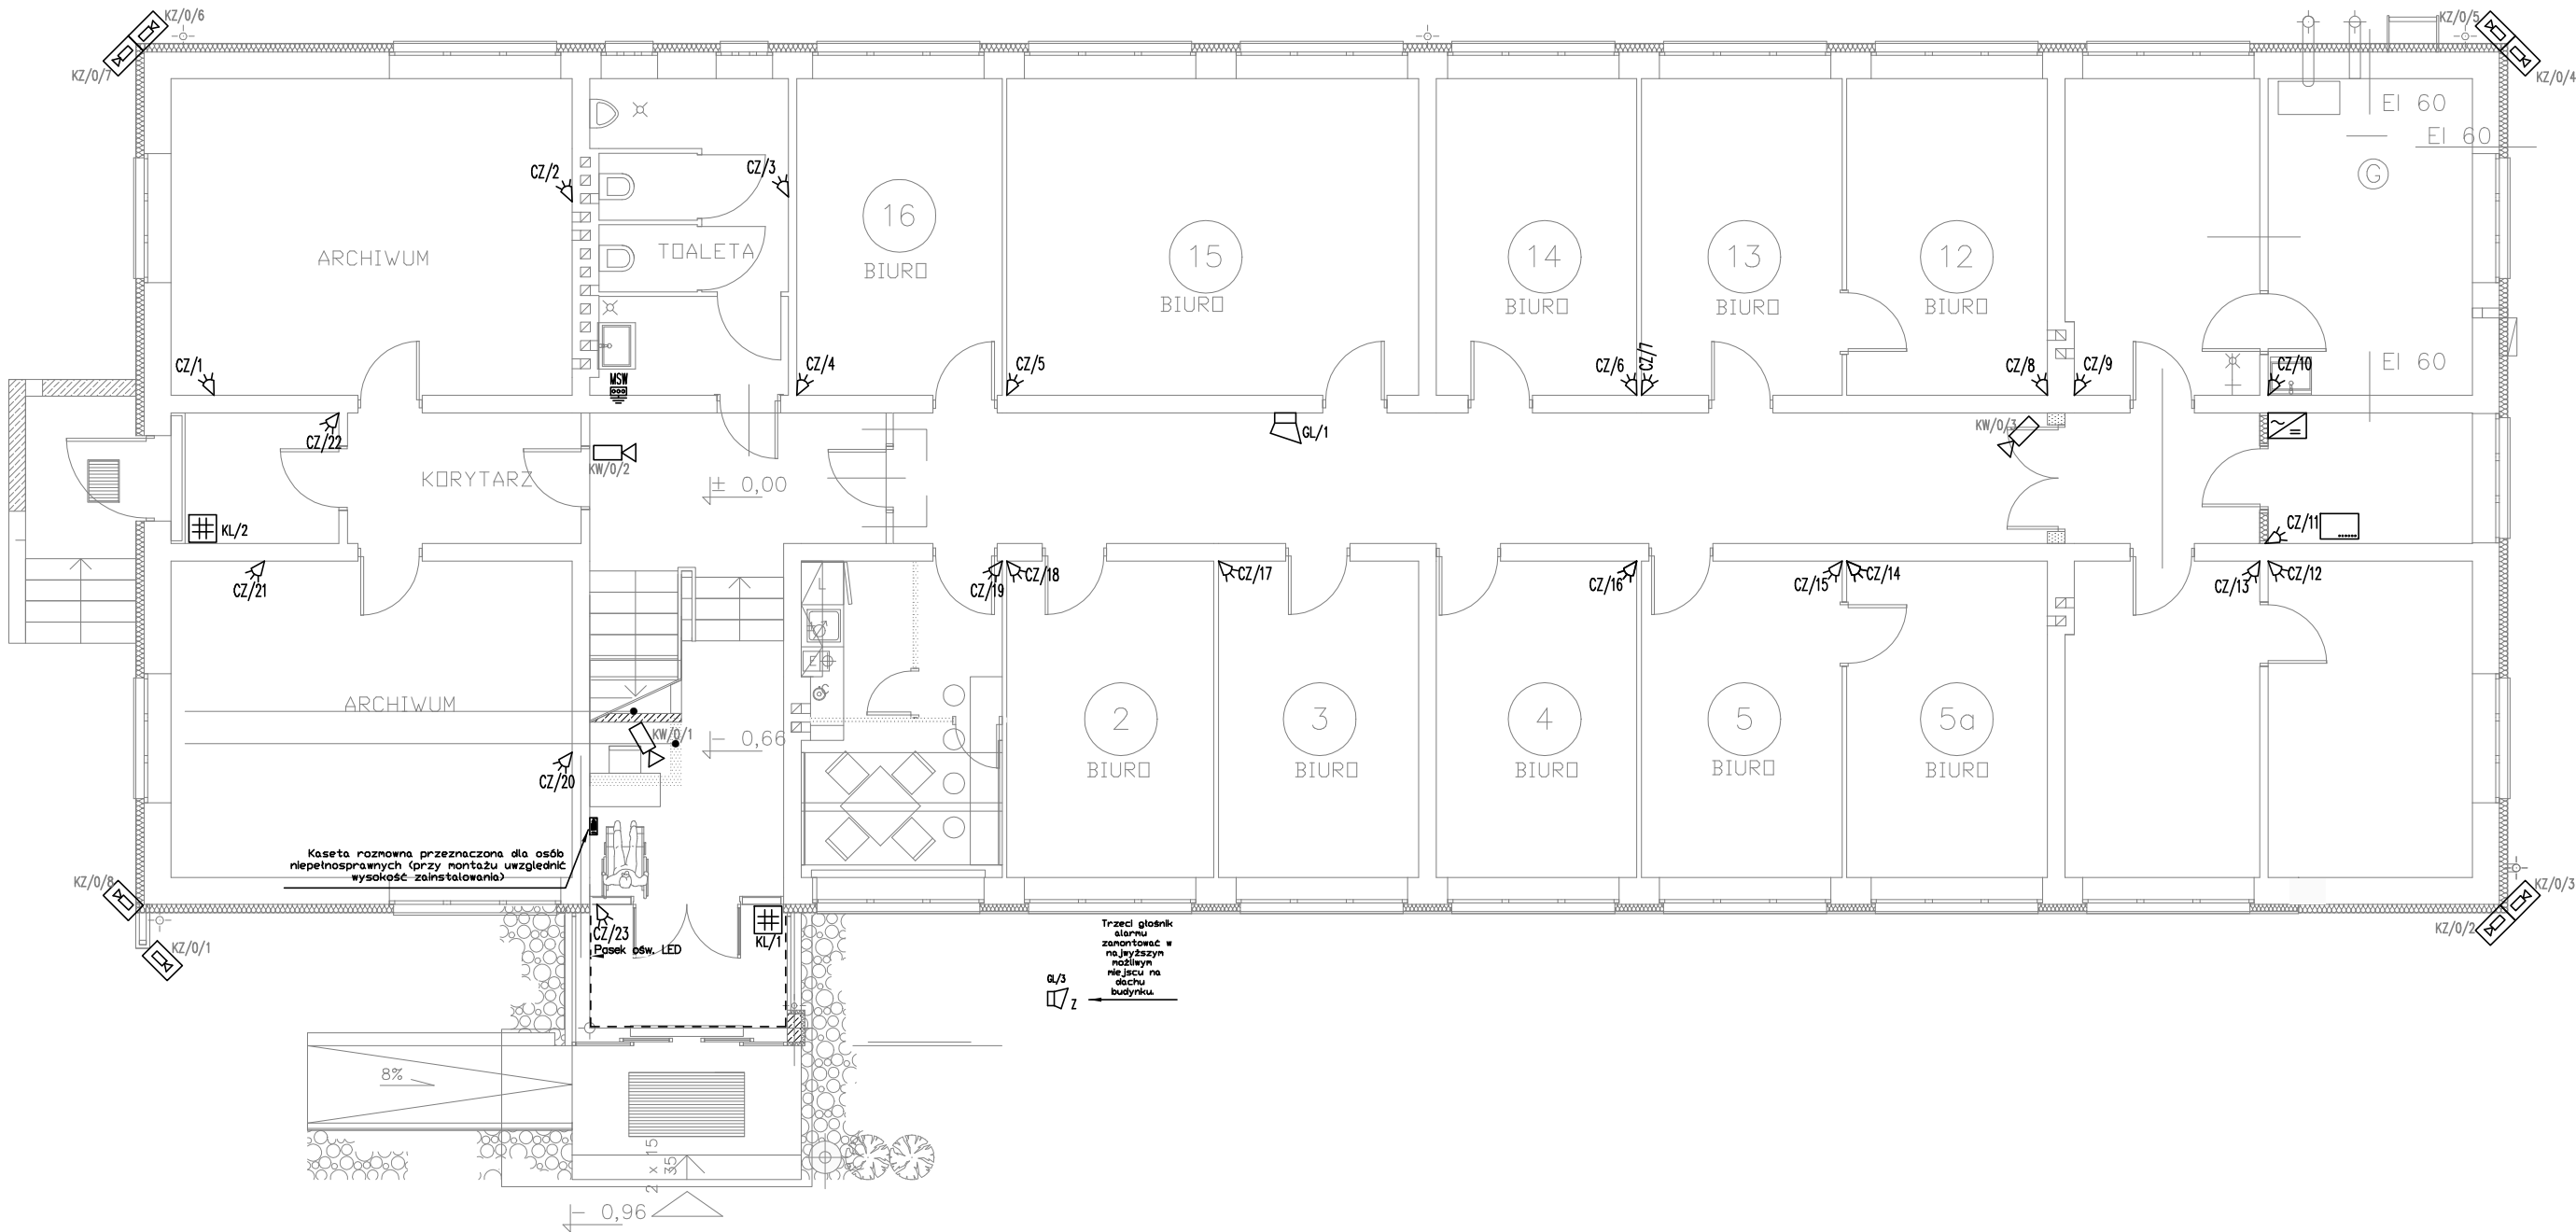 KZ/0/6
KZ/0/7
KZ/0/5
KZ/0/4
EI 60
EI 60
G
CZ/2
CZ/3
16
BIURO
TOALETA
ARCHIWUM
15
BIURO
14
BIURO
13
BIURO
12
BIURO
CZ/1
MSW
CZ/4
CZ/5
CZ/6
CZ/7
CZ/8
CZ/9
CZ/10
EI 60
CZ/22
KORYTARZ
KW/0/2
± 0,00
GL/1
KW/0/3
~
=
KL/2
CZ/11
CZ/21
CZ/19
CZ/18
CZ/17
CZ/16
CZ/15
CZ/14
CZ/13
CZ/12
L
ARCHIWUM
KW/0/1
- 0,66
CZ/20
2
BIURO
3
BIURO
4
BIURO
5
BIURO
5a
BIURO
Kaseta rozmowna przeznaczona dla osób
niepełnosprawnych (przy montażu uwzględnić
wysokość zainstalowania)
KZ/0/8
KZ/0/3
KZ/0/1
KZ/0/2
CZ/23
Pasek ośw. LED
KL/1
Trzeci głośnik
alarmu
zamontować w
najwyższym
możliwym
miejscu na
dachu
budynku.
GL/3
Z
8%
2 x 15
35
- 0,96